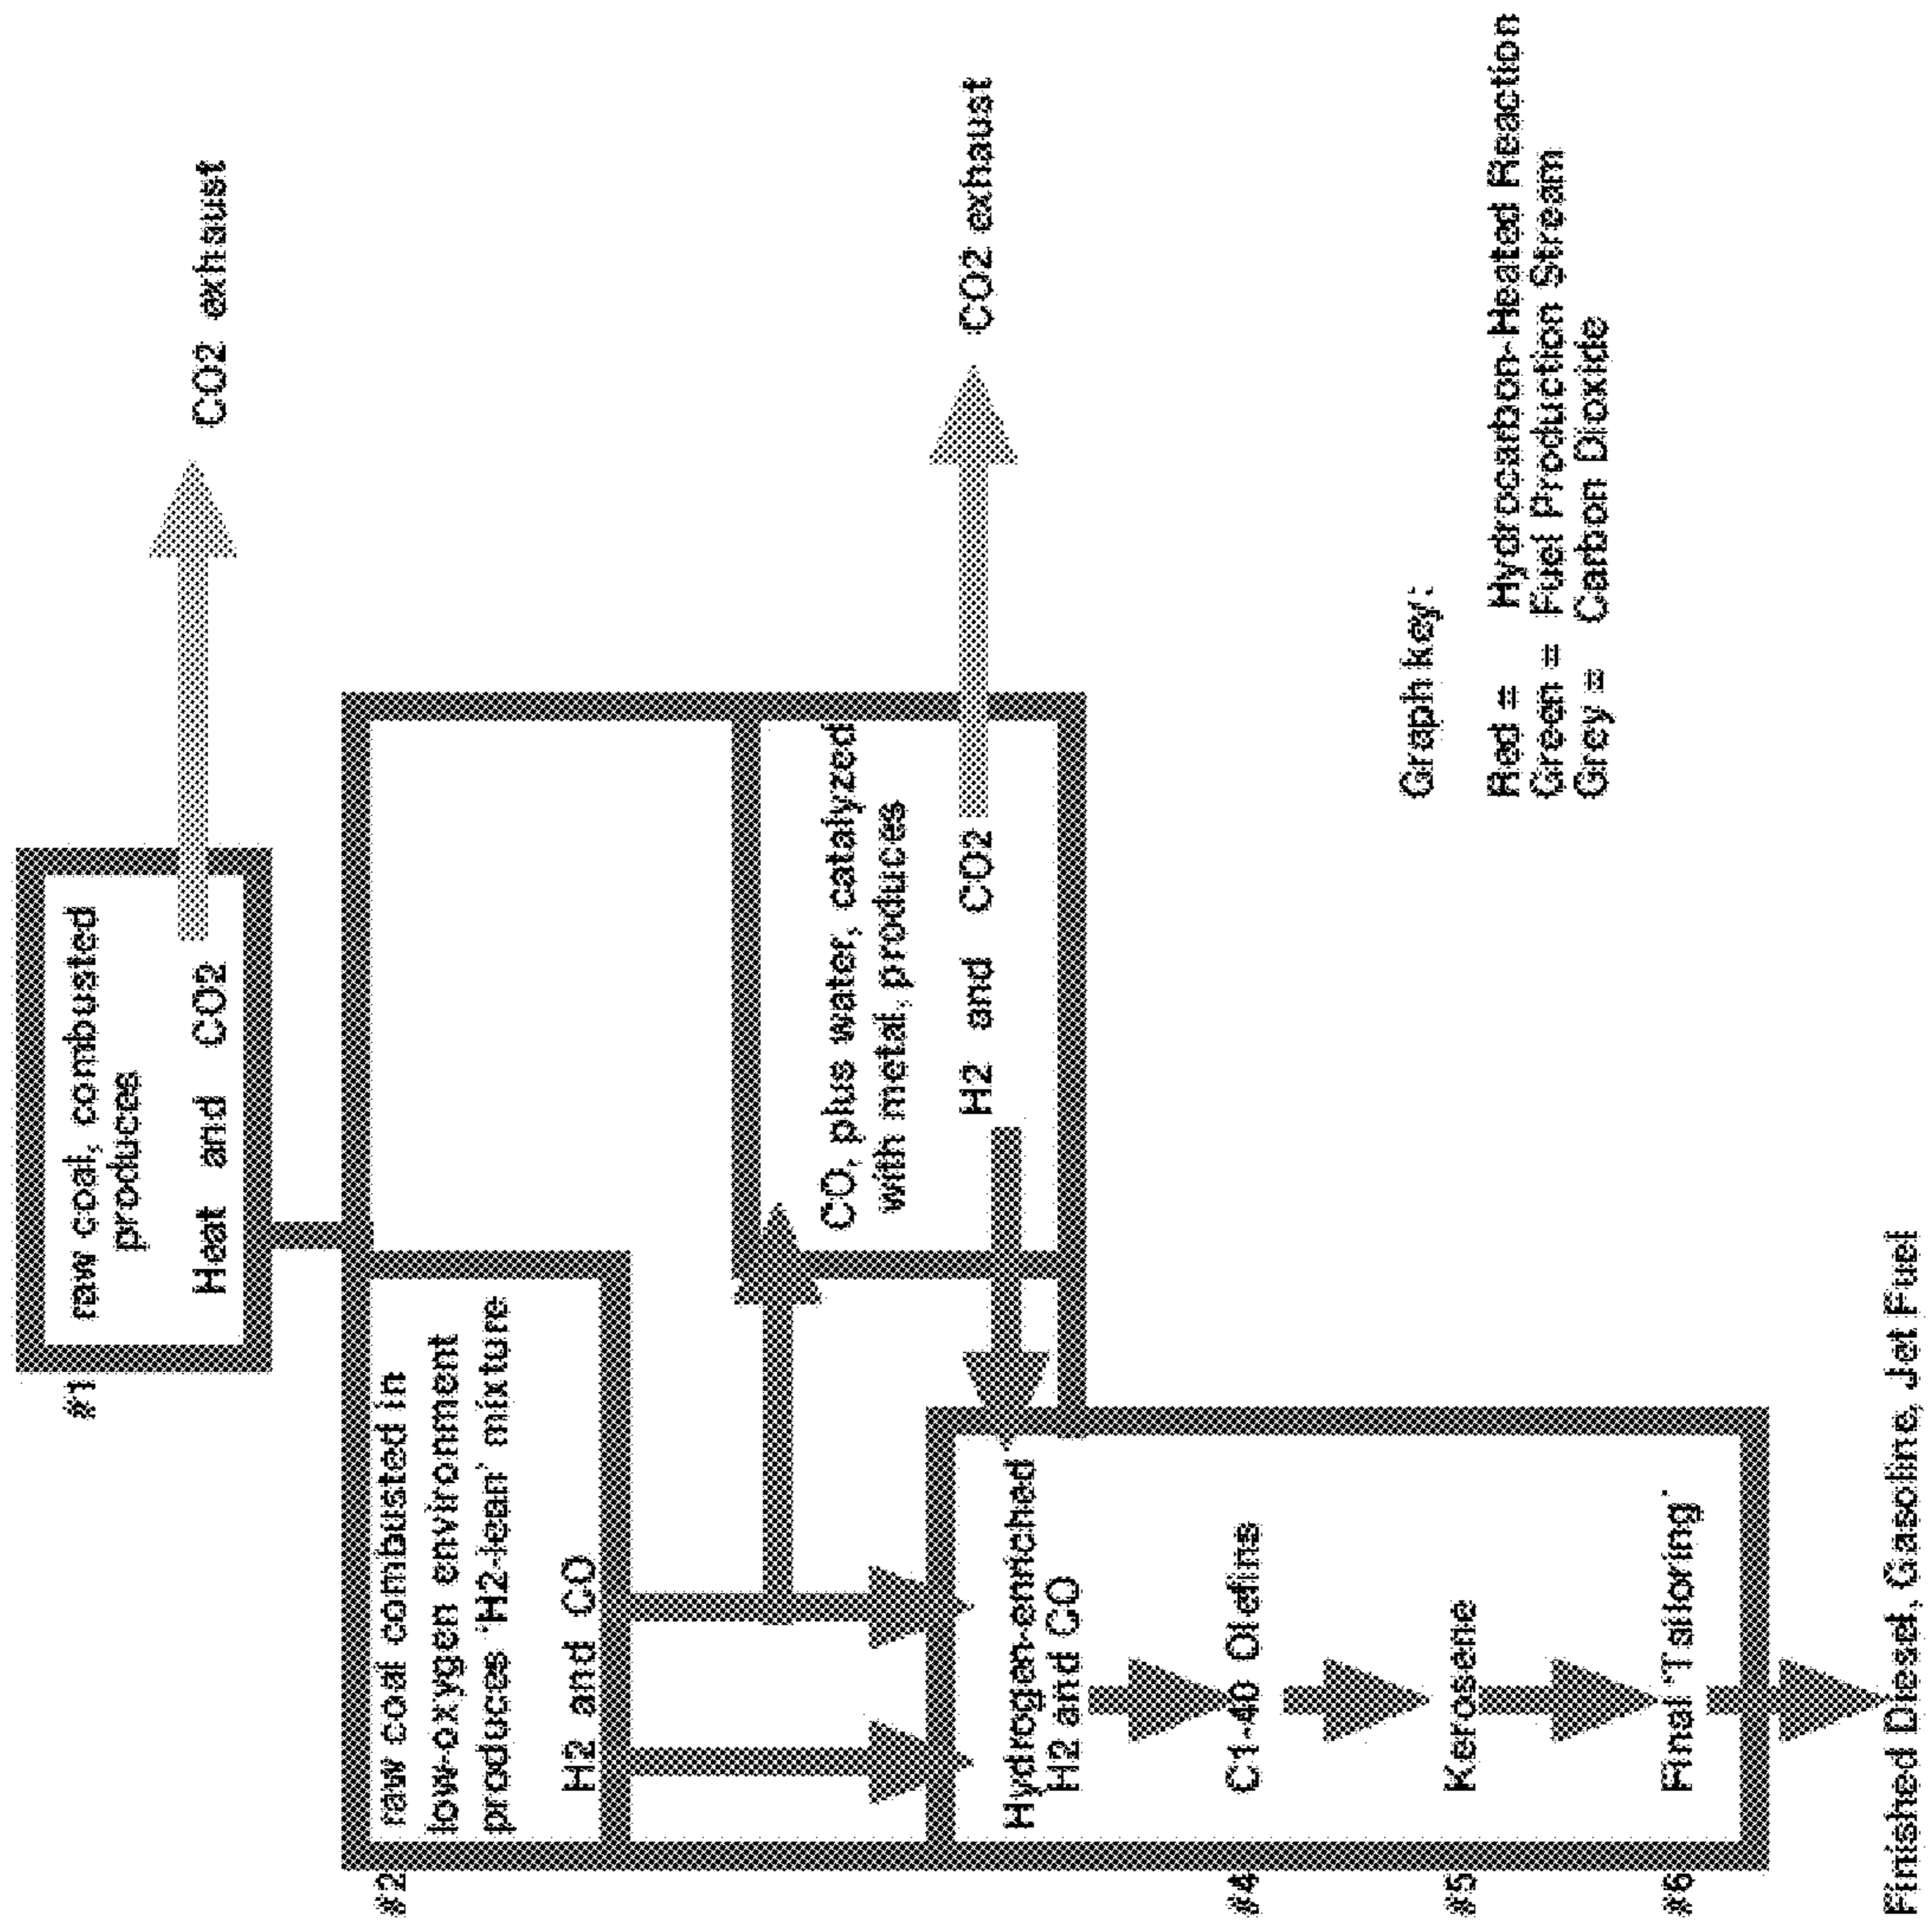 #1 raw coal, combusted
produces
Heat and CO2
CO2 exhaust
#2 raw coal combusted in
low-oxygen environment
produces 'H2-lean' mixture
H2 and CO
CO, plus water, catalyzed
with metal, produces
H2 and CO2
CO2 exhaust
Hydrogen-enriched
H2 and CO
#4 C1-40 Olefins
#5 Kerosene
#6 Final 'Tailoring'
Finished Diesel, Gasoline, Jet Fuel
Graph key:
Red = Hydrocarbon-Heated Reaction
Green = Fuel Production Stream
Grey = Carbon Dioxide